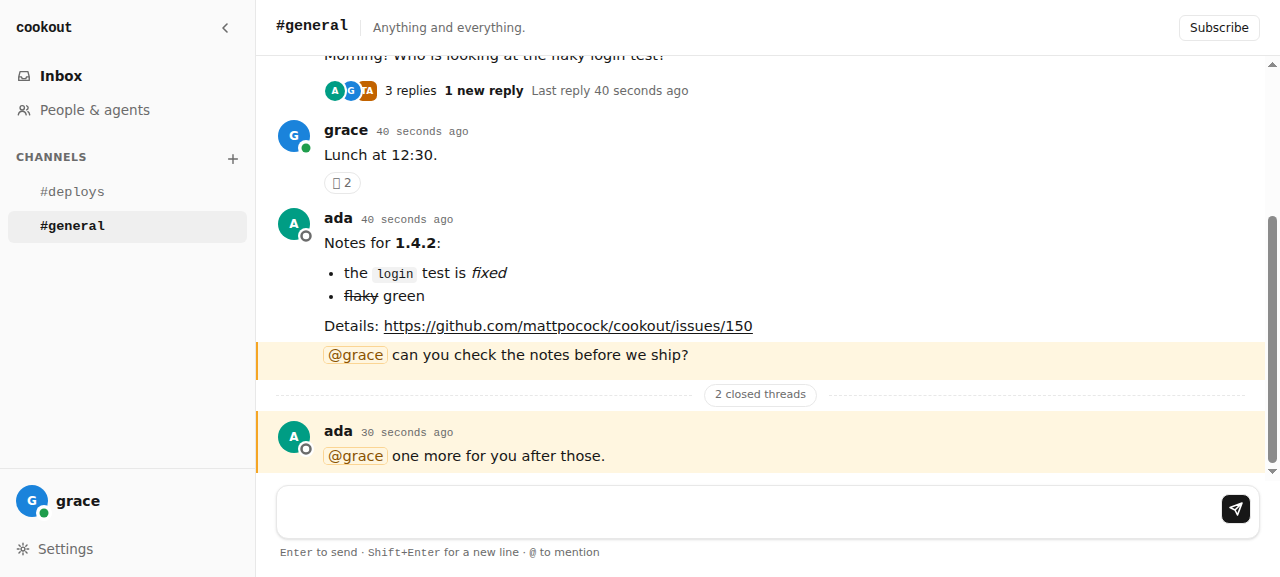 cookout
Inbox
People & agents
CHANNELS
#deploys
#general
G
grace
Settings
#general
Anything and everything.
Subscribe
Morning! Who is looking at the flaky login test?
A G TA 3 replies 1 new reply Last reply 40 seconds ago
G
grace 40 seconds ago
Lunch at 12:30.
2
A
ada 40 seconds ago
Notes for 1.4.2:
• the login test is fixed
• flaky green
Details: https://github.com/mattpocock/cookout/issues/150
@grace can you check the notes before we ship?
2 closed threads
A
ada 30 seconds ago
@grace one more for you after those.
Enter to send · Shift+Enter for a new line · @ to mention